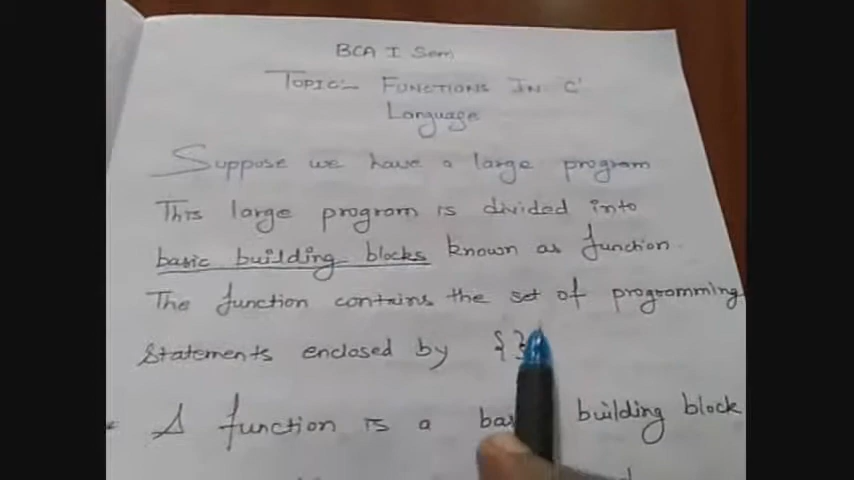 BCA I Sem
Topic:- Functions In 'C'
Language
Suppose we have a large program
This large program is divided into
basic building blocks known as function.
The function contains the set of programming
statements enclosed by { }
A function is a building block